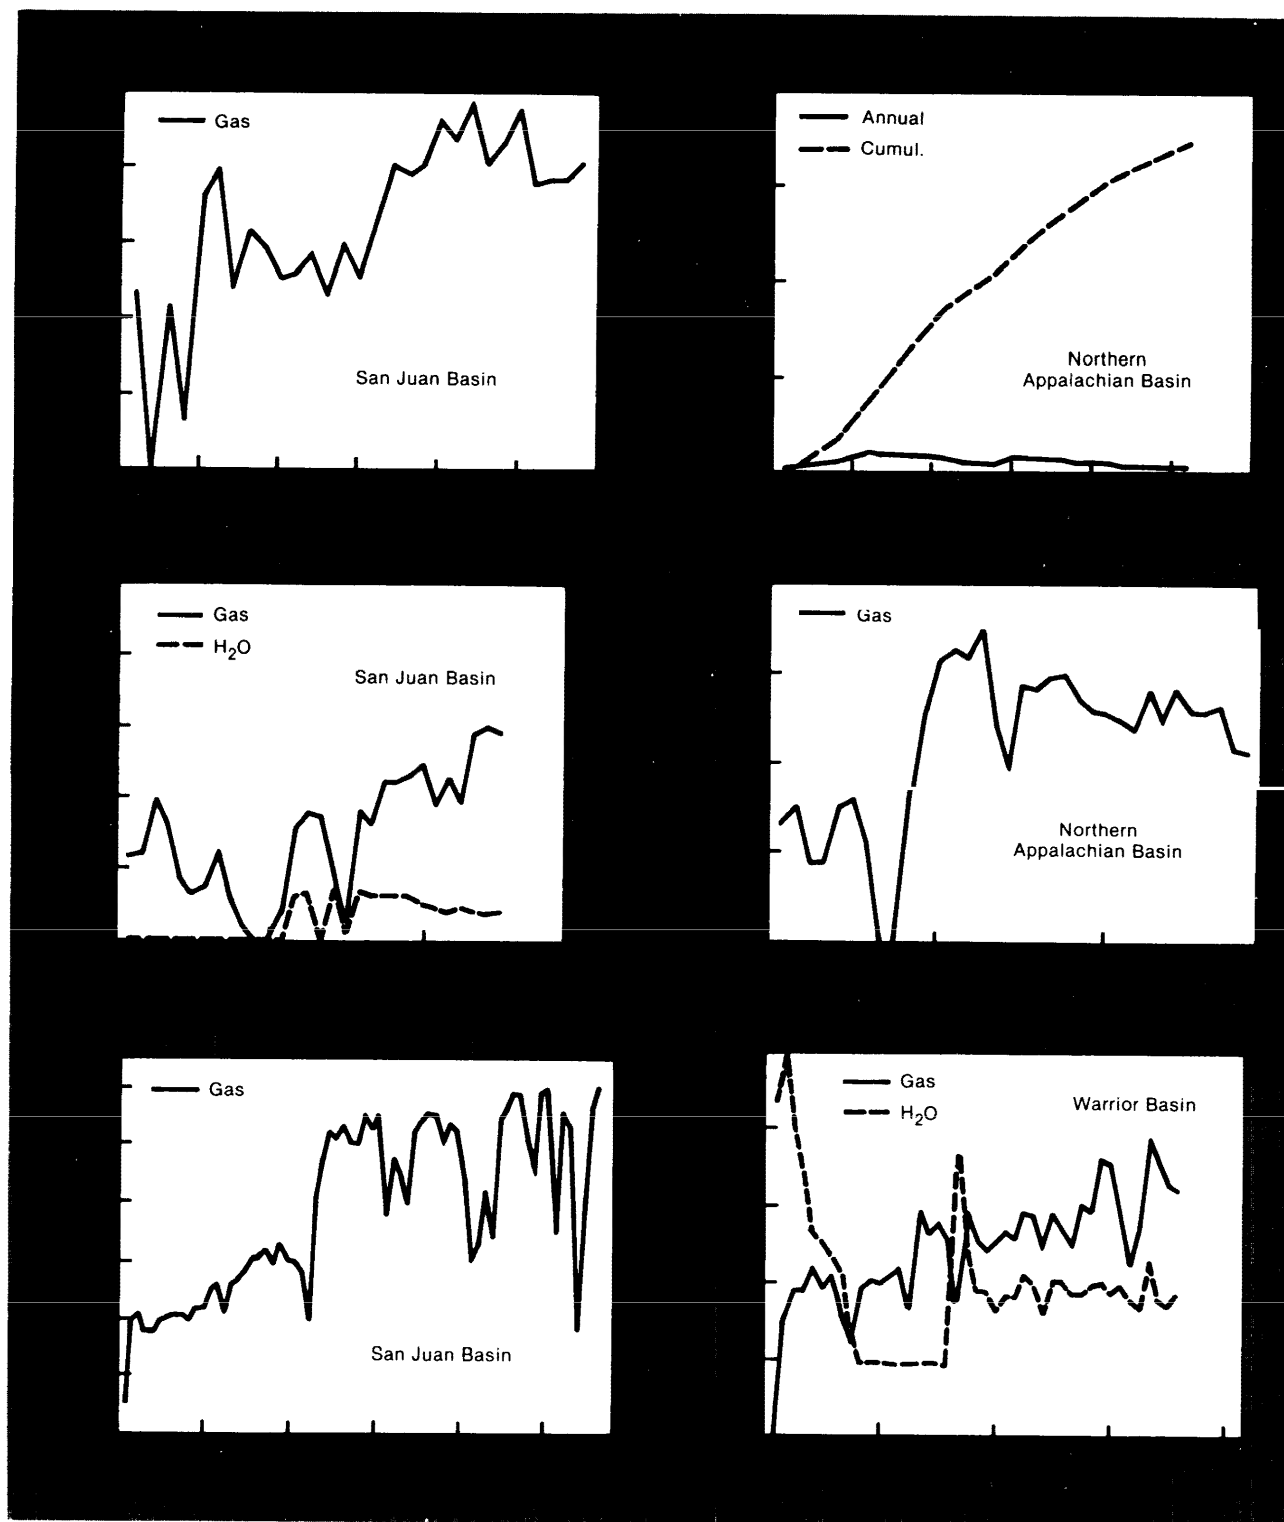 Gas
San Juan Basin
Annual
Cumul.
Northern
Appalachian Basin
Gas
H₂O
San Juan Basin
Gas
Northern
Appalachian Basin
Gas
San Juan Basin
Gas
H₂O
Warrior Basin